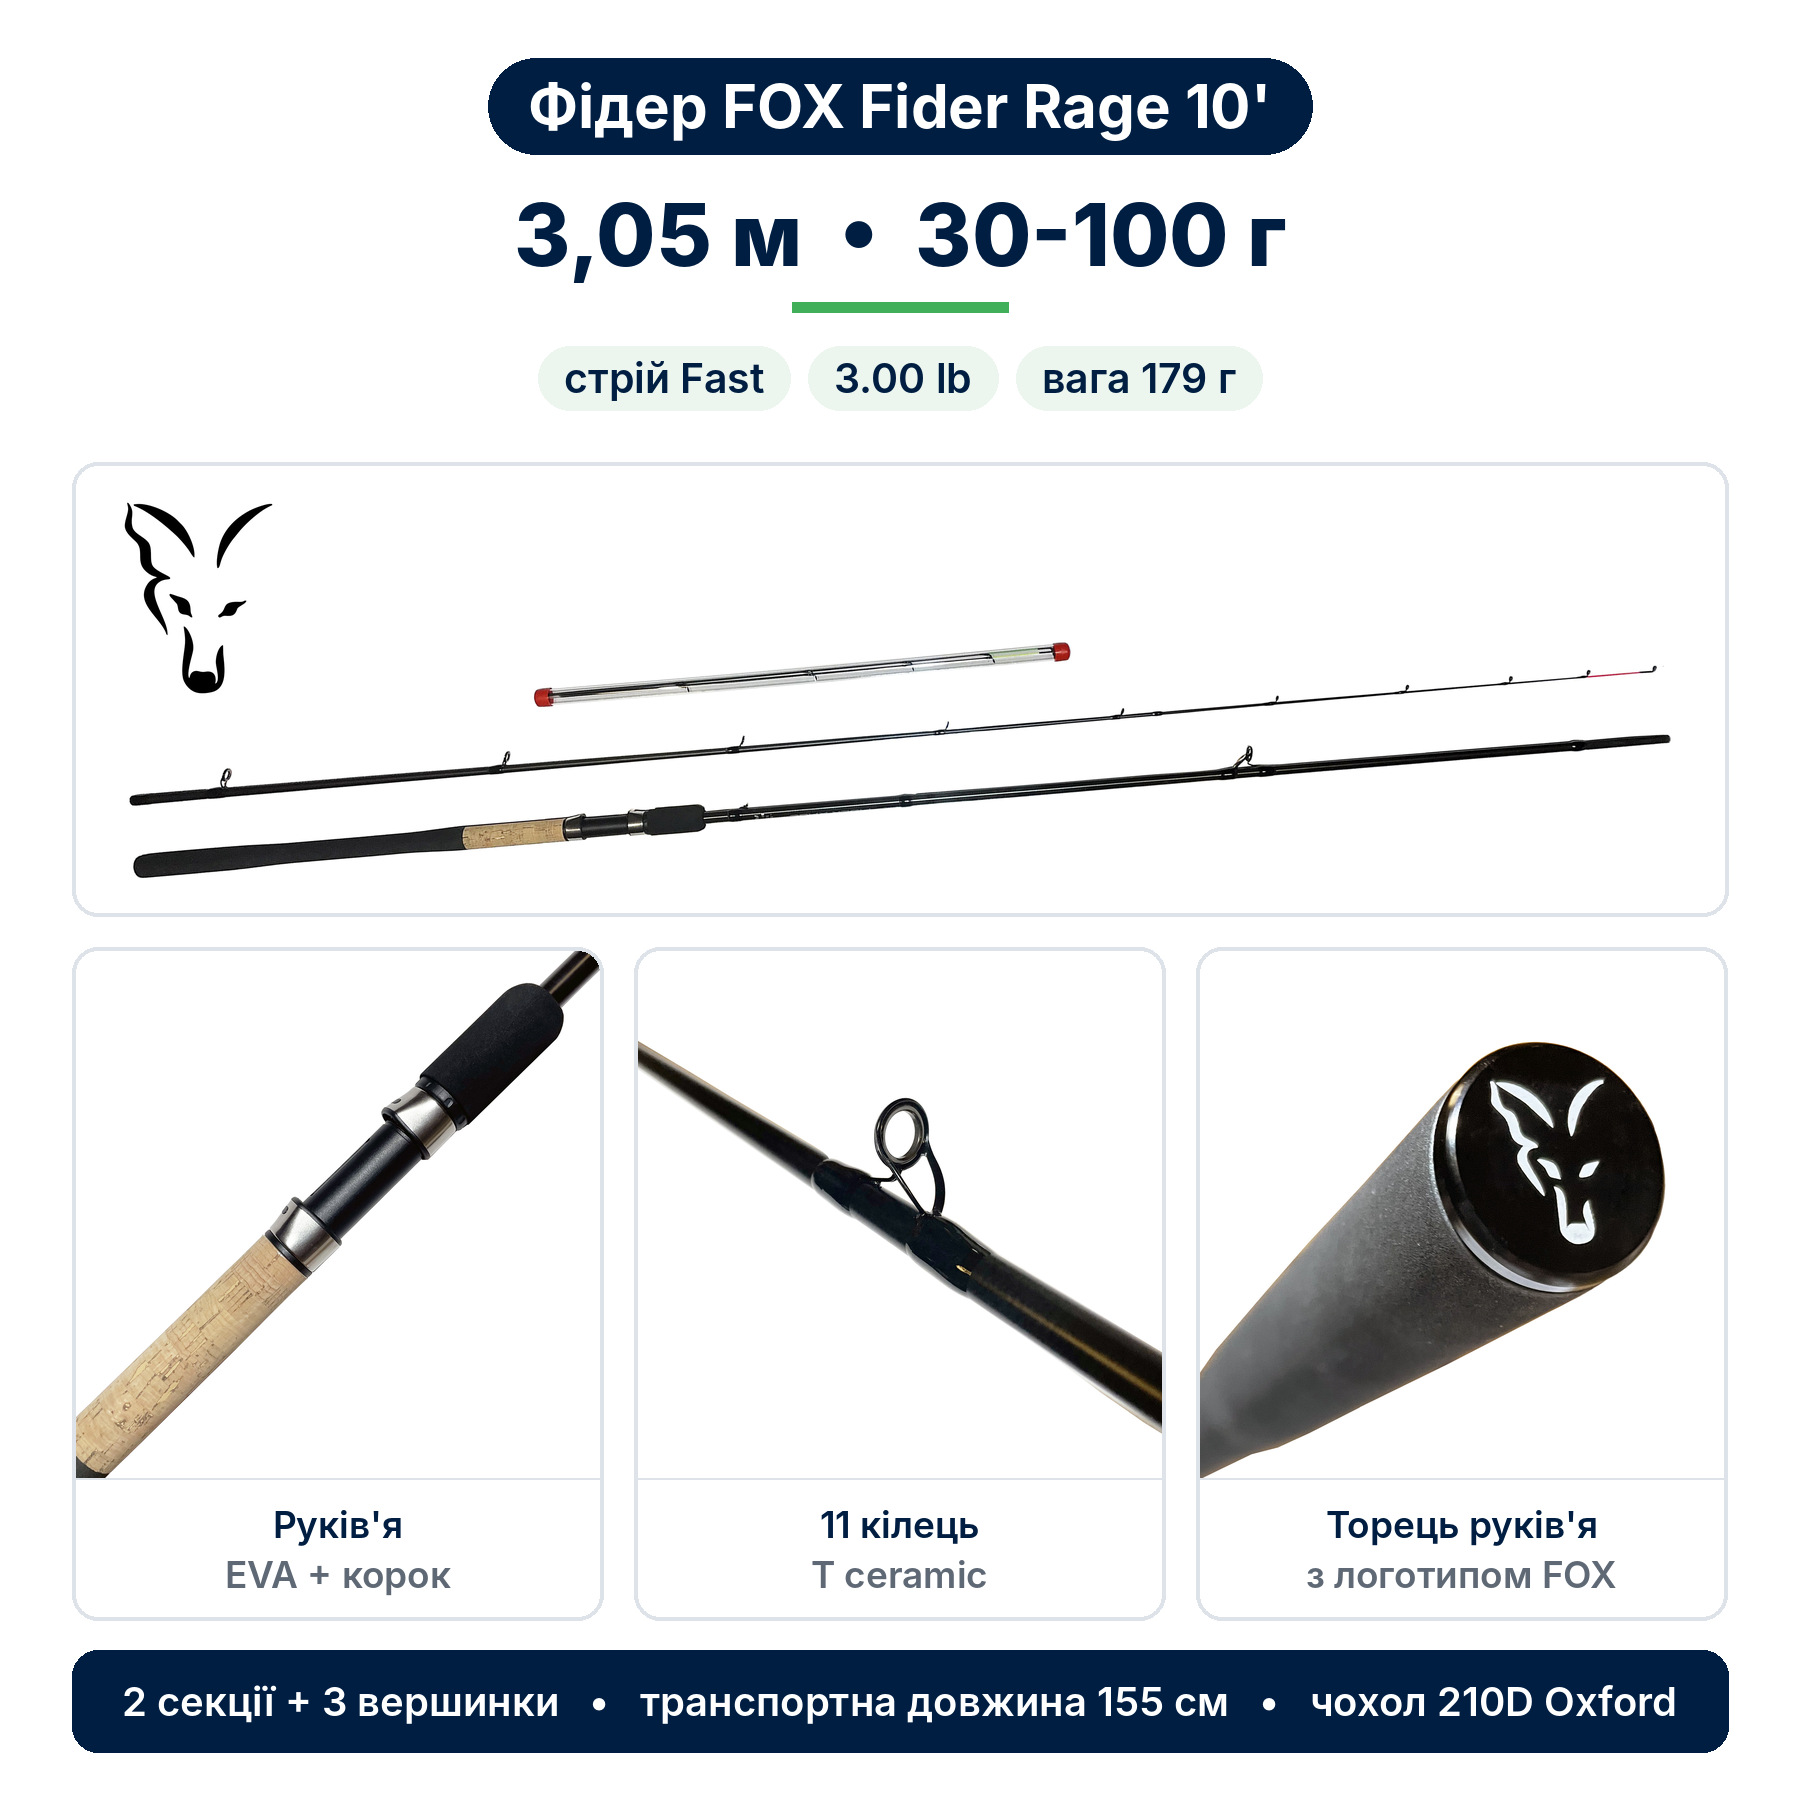 Фідер FOX Fider Rage 10'
3,05 м • 30-100 г
стрій Fast
3.00 lb
вага 179 г
Руків'я
EVA + корок
11 кілець
T ceramic
Торець руків'я
з логотипом FOX
2 секції + 3 вершинки • транспортна довжина 155 см • чохол 210D Oxford